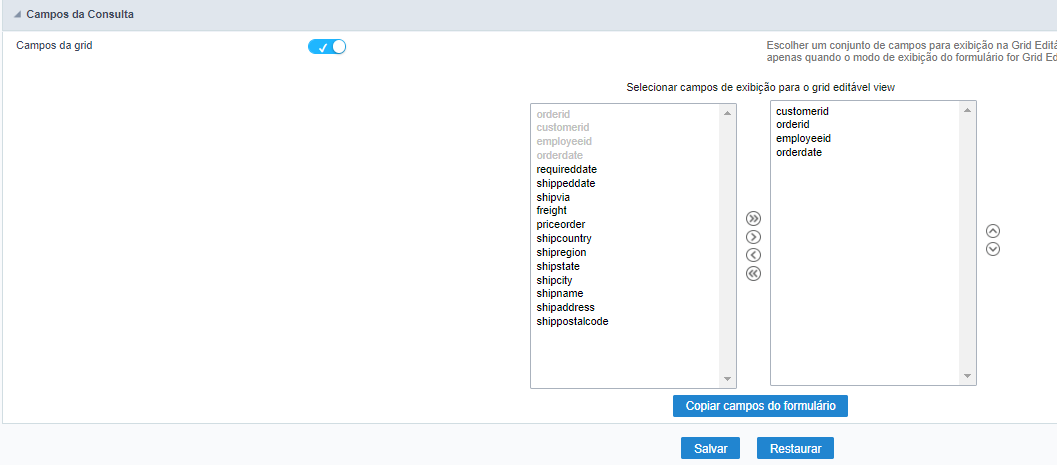 Campos da Consulta
Campos da grid
Escolher um conjunto de campos para exibição na Grid
apenas quando o modo de exibição do formulário for Grid
Selecionar campos de exibição para o grid editável view
orderid
customerid
employeeid
orderdate
requireddate
shippeddate
shipvia
freight
priceorder
shipcountry
shipregion
shipstate
shipcity
shipname
shipaddress
shippostalcode
customerid
orderid
employeeid
orderdate
Copiar campos do formulário
Salvar
Restaurar